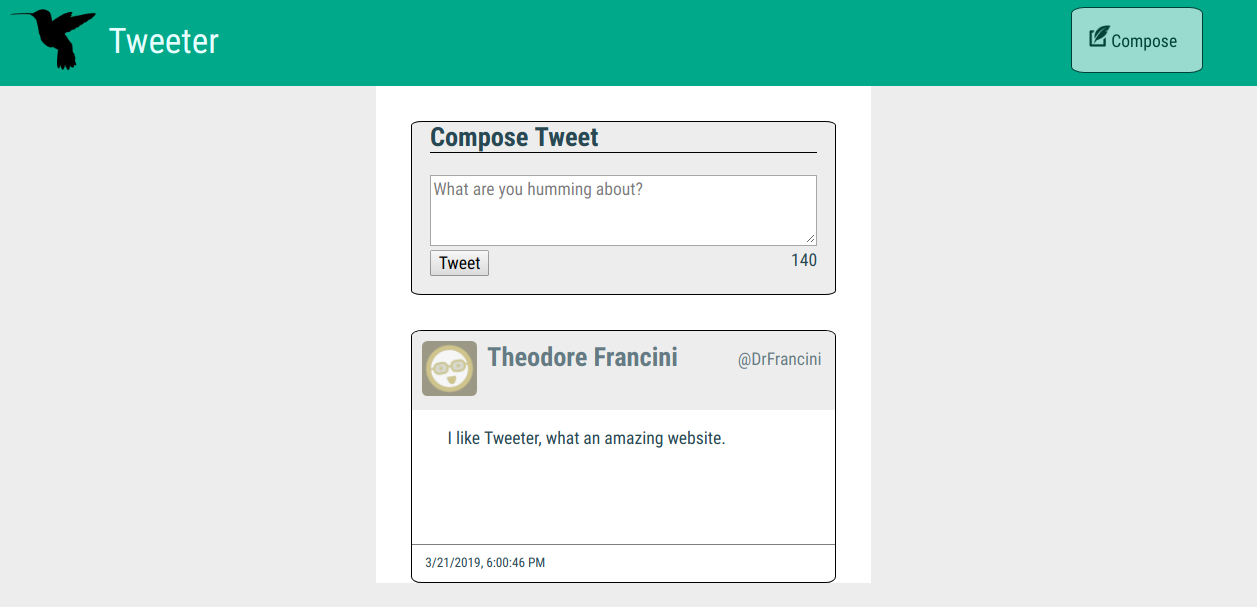 Tweeter
Compose
Compose Tweet
What are you humming about?
Tweet
140
Theodore Francini
@DrFrancini
I like Tweeter, what an amazing website.
3/21/2019, 6:00:46 PM